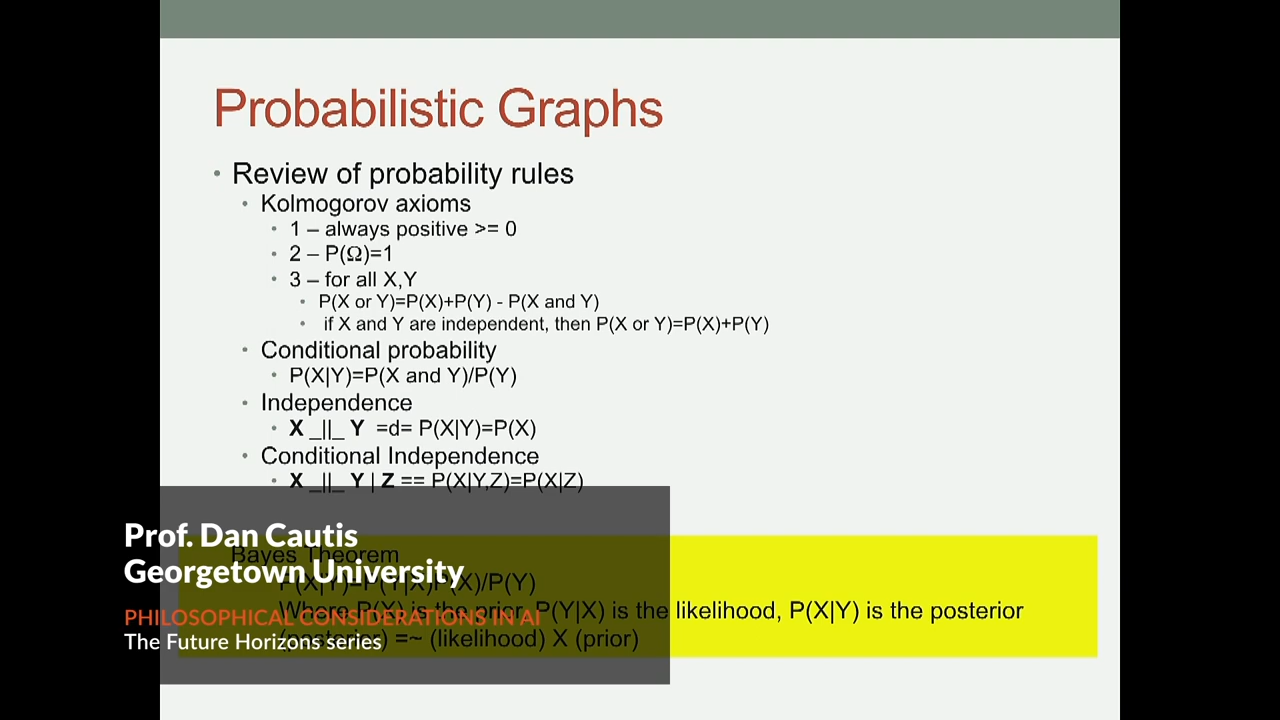 Probabilistic Graphs
• Review of probability rules
• Kolmogorov axioms
• 1 – always positive >= 0
• 2 – P(Ω)=1
• 3 – for all X,Y
• P(X or Y)=P(X)+P(Y) - P(X and Y)
• if X and Y are independent, then P(X or Y)=P(X)+P(Y)
• Conditional probability
• P(X|Y)=P(X and Y)/P(Y)
• Independence
• X _||_ Y =d= P(X|Y)=P(X)
• Conditional Independence
• X _||_ Y | Z == P(X|Y,Z)=P(X|Z)
Bayes Theorem
P(X|Y)=P(Y|X)P(X)/P(Y)
Where P(X) is the prior, P(Y|X) is the likelihood, P(X|Y) is the posterior
(posterior) =~ (likelihood) X (prior)
Prof. Dan Cautis
Georgetown University
PHILOSOPHICAL CONSIDERATIONS IN AI
The Future Horizons series